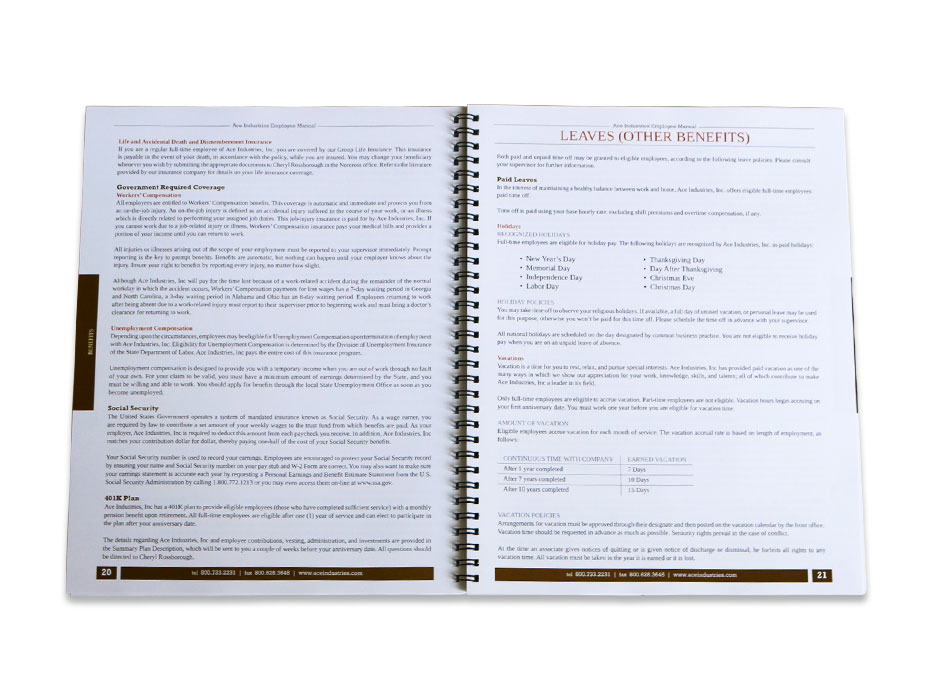 Ace Industries Employee Manual
Life and Accidental Death and Dismemberment Insurance
If you are a regular full-time employee of Ace Industries, Inc. you are covered by our Group Life Insurance. This insurance
is payable in the event of your death, in accordance with the policy, while you are insured. You may change your beneficiary
whenever you wish by submitting the appropriate documents to Cheryl Rossborough in the Norcross office. Refer to the literature
provided by our insurance company for details on your life insurance coverage.
Government Required Coverage
Workers' Compensation
All employees are entitled to Workers' Compensation benefits. This coverage is automatic and immediate and protects you from
an on-the-job injury. An on-the-job injury is defined as an accidental injury suffered in the course of your work, or an illness
which is directly related to performing your assigned job duties. This job-injury insurance is paid for by Ace Industries, Inc. If
you cannot work due to a job-related injury or illness, Workers' Compensation insurance pays your medical bills and provides a
portion of your income until you can return to work.
All injuries or illnesses arising out of the scope of your employment must be reported to your supervisor immediately. Prompt
reporting is the key to prompt benefits. Benefits are automatic, but nothing can happen until your employer knows about the
injury. Insure your right to benefits by reporting every injury, no matter how slight.
Although Ace Industries, Inc will pay for the time lost because of a work-related accident during the remainder of the normal
workday in which the accident occurs, Workers' Compensation payments for lost wages has a 7-day waiting period in Georgia
and North Carolina, a 3-day waiting period in Alabama and Ohio has an 8-day waiting period. Employees returning to work
after being absent due to a work-related injury must report to their supervisor prior to beginning work and must bring a doctor's
clearance for returning to work.
Unemployment Compensation
Depending upon the circumstances, employees may be eligible for Unemployment Compensation upon termination of employment
with Ace Industries, Inc. Eligibility for Unemployment Compensation is determined by the Division of Unemployment Insurance
of the State Department of Labor. Ace Industries, Inc pays the entire cost of this insurance program.
Unemployment compensation is designed to provide you with a temporary income when you are out of work through no fault
of your own. For your claim to be valid, you must have a minimum amount of earnings determined by the State, and you
must be willing and able to work. You should apply for benefits through the local State Unemployment Office as soon as you
become unemployed.
Social Security
The United States Government operates a system of mandated insurance known as Social Security. As a wage earner, you
are required by law to contribute a set amount of your weekly wages to the trust fund from which benefits are paid. As your
employer, Ace Industries, Inc. is required to deduct this amount from each paycheck you receive. In addition, Ace Industries, Inc
matches your contribution dollar for dollar, thereby paying one-half of the cost of your Social Security benefits.
Your Social Security number is used to record your earnings. Employees are encouraged to protect your Social Security record
by ensuring your name and Social Security number on your pay stub and W-2 Form are correct. You may also want to make sure
your earnings statement is accurate each year by requesting a Personal Earnings and Benefit Estimate Statement from the U.S.
Social Security Administration by calling 1.800.772.1213 or you may even access them on-line at www.ssa.gov.
401K Plan
Ace Industries, Inc has a 401K plan to provide eligible employees (those who have completed sufficient service) with a monthly
pension benefit upon retirement. All full-time employees are eligible after one (1) year of service and can elect to participate in
the plan after your anniversary date.
The details regarding Ace Industries, Inc and employee contributions, vesting, administration, and investments are provided in
the Summary Plan Description, which will be sent to you a couple of weeks before your anniversary date. All questions should
be directed to Cheryl Rossborough.
BENEFITS
20 tel 800.733.2231 | fax 800.628.3648 | www.aceindustries.com
Ace Industries Employee Manual
LEAVES (OTHER BENEFITS)
Both paid and unpaid time off may be granted to eligible employees, according to the following leave policies. Please consult
your supervisor for further information.
Paid Leaves
In the interest of maintaining a healthy balance between work and home, Ace Industries, Inc. offers eligible full-time employees
paid time off.
Time off is paid using your base hourly rate, excluding shift premiums and overtime compensation, if any.
Holidays
RECOGNIZED HOLIDAYS
Full-time employees are eligible for holiday pay. The following holidays are recognized by Ace Industries, Inc. as paid holidays:
• New Year's Day • Thanksgiving Day
• Memorial Day • Day After Thanksgiving
• Independence Day • Christmas Eve
• Labor Day • Christmas Day
HOLIDAY POLICIES
You may take time off to observe your religious holidays. If available, a full day of unused vacation, or personal leave may be used
for this purpose, otherwise you won't be paid for this time off. Please schedule the time off in advance with your supervisor.
All national holidays are scheduled on the day designated by common business practice. You are not eligible to receive holiday
pay when you are on an unpaid leave of absence.
Vacations
Vacation is a time for you to rest, relax, and pursue special interests. Ace Industries, Inc has provided paid vacation as one of the
many ways in which we show our appreciation for your work, knowledge, skills, and talents; all of which contribute to make
Ace Industries, Inc a leader in its field.
Only full-time employees are eligible to accrue vacation. Part-time employees are not eligible. Vacation hours begin accruing on
your first anniversary date. You must work one year before you are eligible for vacation time.
AMOUNT OF VACATION
Eligible employees accrue vacation for each month of service. The vacation accrual rate is based on length of employment, as
follows:
CONTINUOUS TIME WITH COMPANY EARNED VACATION
After 1 year completed 7 Days
After 7 years completed 10 Days
After 10 years completed 15 Days
VACATION POLICIES
Arrangements for vacation must be approved through their designate and then posted on the vacation calendar by the front office.
Vacation time should be requested in advance as much as possible. Seniority rights prevail in the case of conflict.
At the time an associate gives notices of quitting or is given notice of discharge or dismissal, he forfeits all rights to any
vacation time. All vacation must be taken in the year it is earned or it is lost.
tel 800.733.2231 | fax 800.628.3648 | www.aceindustries.com 21